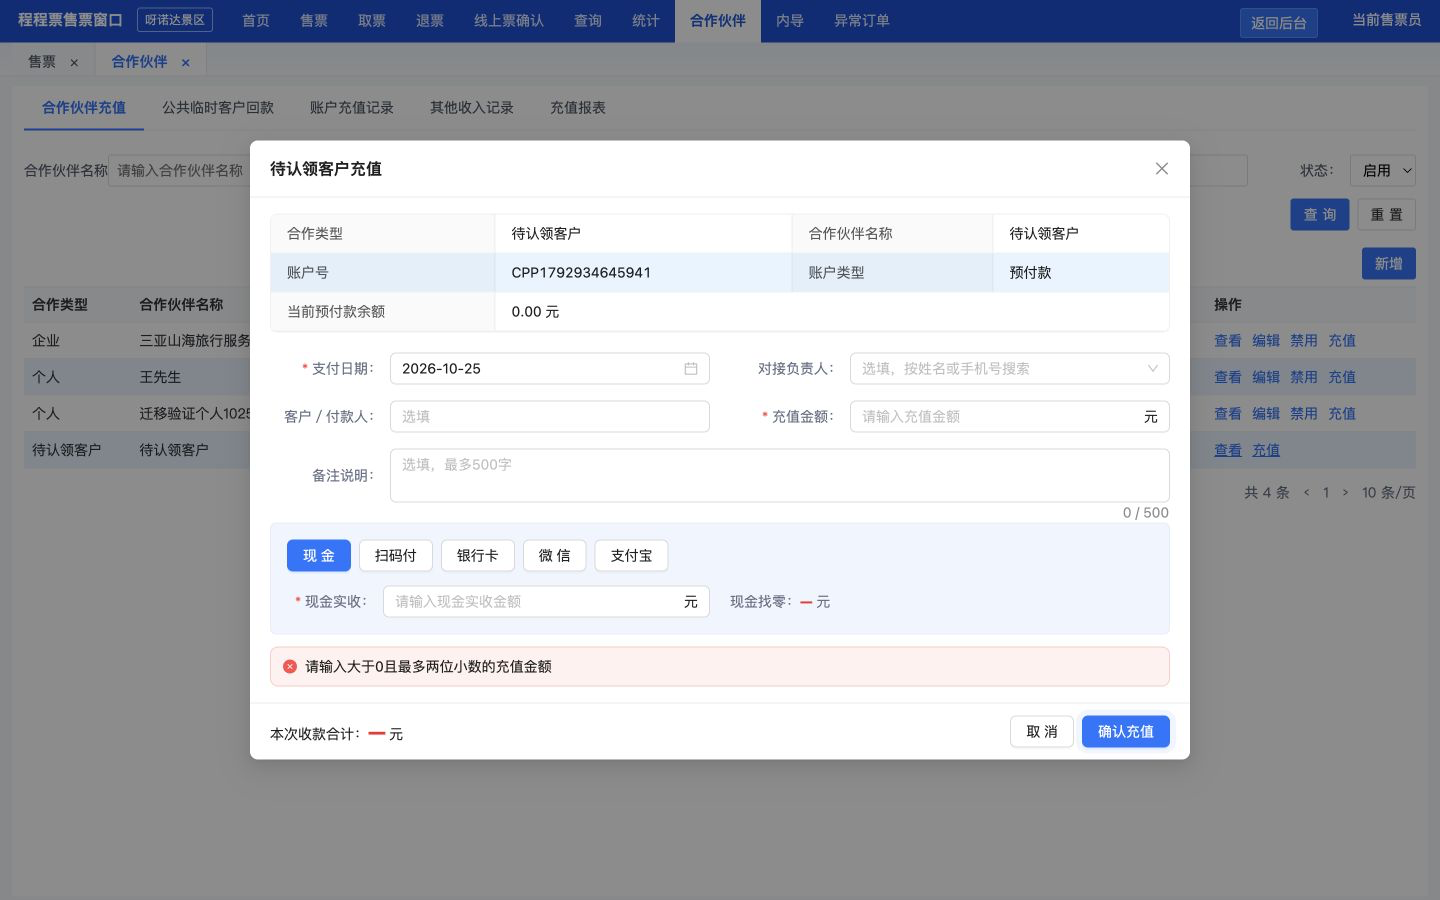 程程票售票窗口 呀诺达景区 首页 售票 取票 退票 线上票确认 查询 统计 合作伙伴 内导 异常订单 返回后台 当前售票员
售票 × 合作伙伴 ×
合作伙伴充值 公共临时客户回款 账户充值记录 其他收入记录 充值报表
合作伙伴名称 请输入合作伙伴名称 状态： 启用
查 询 重 置
新增
合作类型 合作伙伴名称 操作
企业 三亚山海旅行服务 查看 编辑 禁用 充值
个人 王先生 查看 编辑 禁用 充值
个人 迁移验证个人1025 查看 编辑 禁用 充值
待认领客户 待认领客户 查看 充值
共 4 条 < 1 > 10 条/页
待认领客户充值
合作类型 待认领客户 合作伙伴名称 待认领客户
账户号 CPP1792934645941 账户类型 预付款
当前预付款余额 0.00 元
* 支付日期： 2026-10-25 对接负责人： 选填，按姓名或手机号搜索
客户 / 付款人： 选填 * 充值金额： 请输入充值金额 元
备注说明： 选填，最多500字
0 / 500
现 金 扫码付 银行卡 微 信 支付宝
* 现金实收： 请输入现金实收金额 元 现金找零： — 元
请输入大于0且最多两位小数的充值金额
本次收款合计： — 元 取 消 确认充值